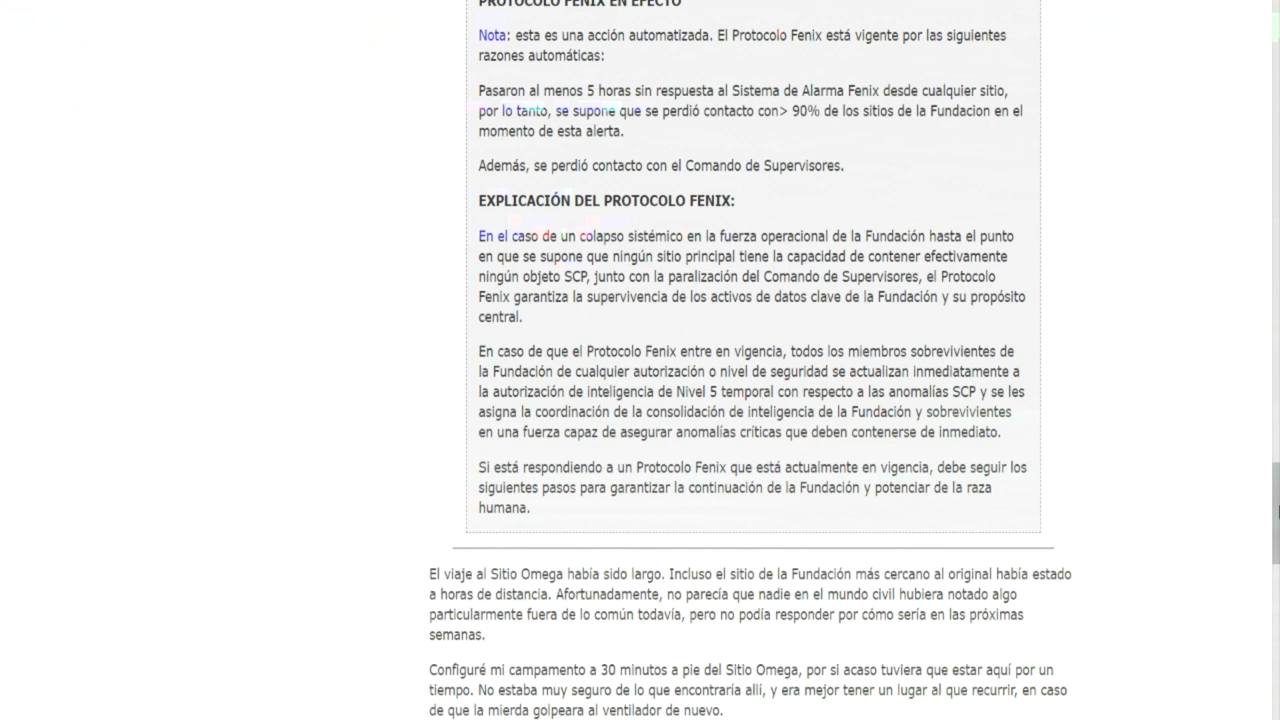 PROTOCOLO FENIX EN EFECTO
Nota: esta es una acción automatizada. El Protocolo Fenix está vigente por las siguientes
razones automáticas:
Pasaron al menos 5 horas sin respuesta al Sistema de Alarma Fenix desde cualquier sitio,
por lo tanto, se supone que se perdió contacto con> 90% de los sitios de la Fundacion en el
momento de esta alerta.
Además, se perdió contacto con el Comando de Supervisores.
EXPLICACIÓN DEL PROTOCOLO FENIX:
En el caso de un colapso sistémico en la fuerza operacional de la Fundación hasta el punto
en que se supone que ningún sitio principal tiene la capacidad de contener efectivamente
ningún objeto SCP, junto con la paralización del Comando de Supervisores, el Protocolo
Fenix garantiza la supervivencia de los activos de datos clave de la Fundación y su propósito
central.
En caso de que el Protocolo Fenix entre en vigencia, todos los miembros sobrevivientes de
la Fundación de cualquier autorización o nivel de seguridad se actualizan inmediatamente a
la autorización de inteligencia de Nivel 5 temporal con respecto a las anomalías SCP y se les
asigna la coordinación de la consolidación de inteligencia de la Fundación y sobrevivientes
en una fuerza capaz de asegurar anomalías críticas que deben contenerse de inmediato.
Si está respondiendo a un Protocolo Fenix que está actualmente en vigencia, debe seguir los
siguientes pasos para garantizar la continuación de la Fundación y potenciar de la raza
humana.
El viaje al Sitio Omega había sido largo. Incluso el sitio de la Fundación más cercano al original había estado
a horas de distancia. Afortunadamente, no parecía que nadie en el mundo civil hubiera notado algo
particularmente fuera de lo común todavía, pero no podía responder por cómo sería en las próximas
semanas.
Configuré mi campamento a 30 minutos a pie del Sitio Omega, por si acaso tuviera que estar aquí por un
tiempo. No estaba muy seguro de lo que encontraría allí, y era mejor tener un lugar al que recurrir, en caso
de que la mierda golpeara al ventilador de nuevo.